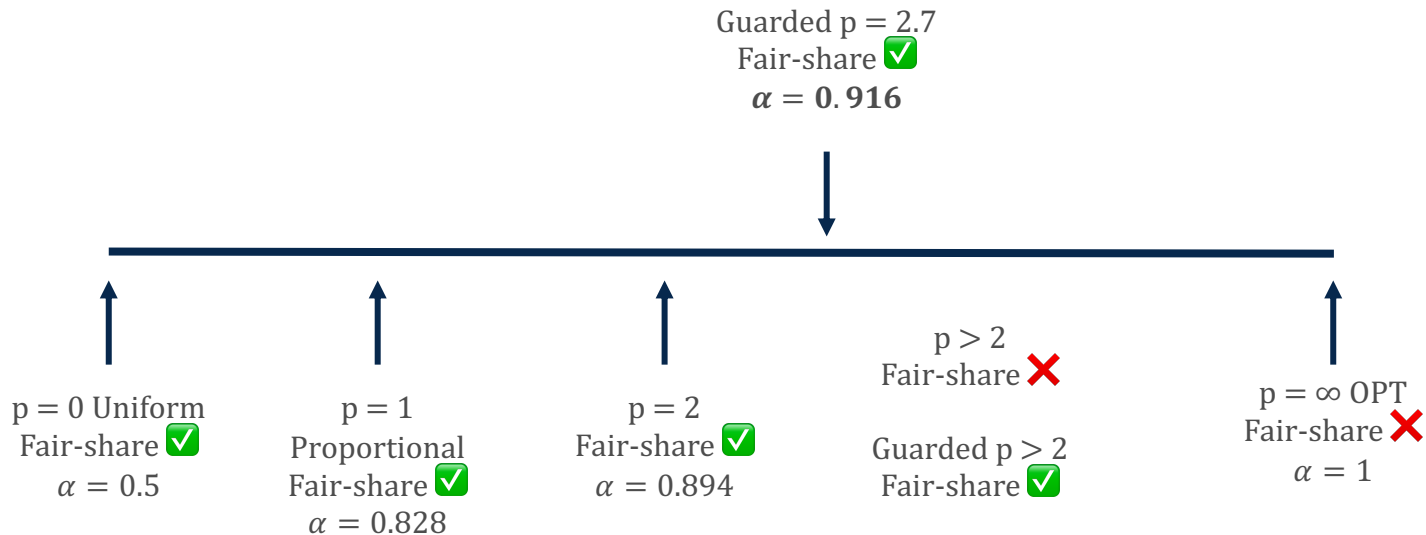 Guarded p = 2.7
Fair-share ✅
α = 0.916
p = 0 Uniform
Fair-share ✅
α = 0.5
p = 1
Proportional
Fair-share ✅
α = 0.828
p = 2
Fair-share ✅
α = 0.894
p > 2
Fair-share ❌
Guarded p > 2
Fair-share ✅
p = ∞ OPT
Fair-share ❌
α = 1